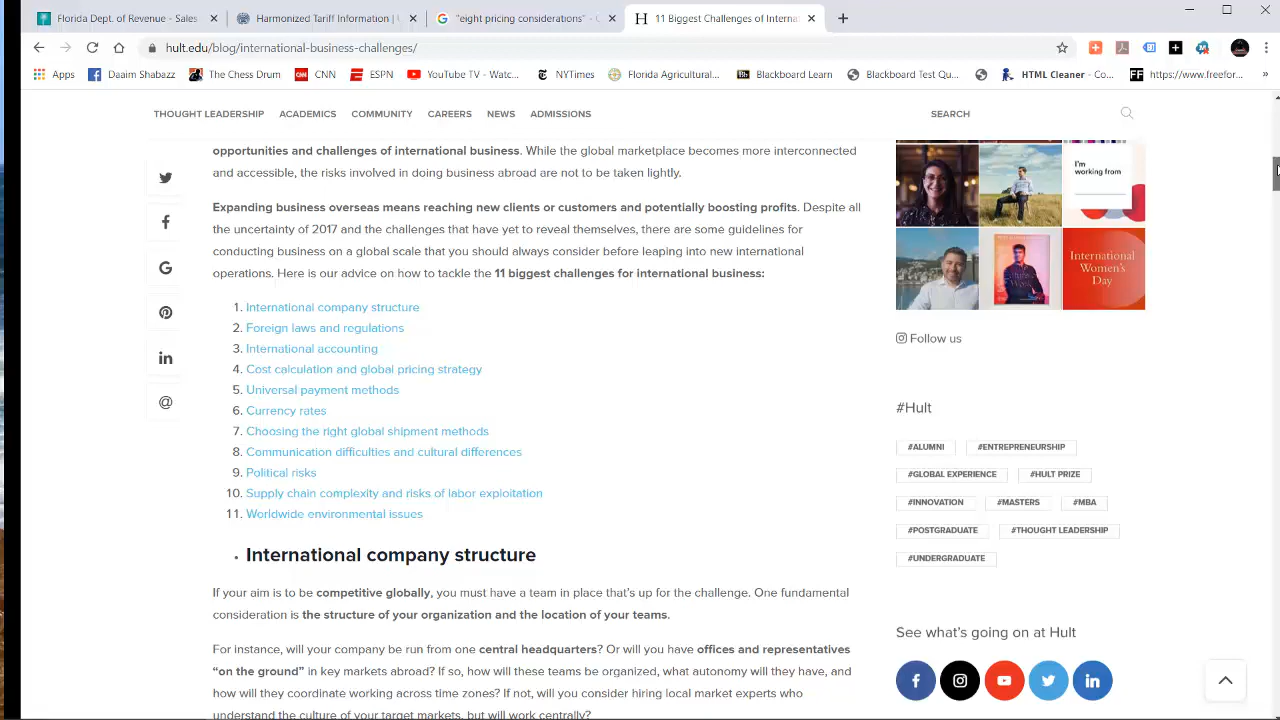 Florida Dept. of Revenue - Sales
Harmonized Tariff Information |
"eight pricing considerations" -
11 Biggest Challenges of Internat
hult.edu/blog/international-business-challenges/
Apps
Daaim Shabazz
The Chess Drum
CNN
ESPN
YouTube TV - Watc...
NYTimes
Florida Agricultural...
Blackboard Learn
Blackboard Test Qu...
HTML Cleaner - Co...
https://www.freefor...
THOUGHT LEADERSHIP
ACADEMICS
COMMUNITY
CAREERS
NEWS
ADMISSIONS
SEARCH
opportunities and challenges of international business. While the global marketplace becomes more interconnected
and accessible, the risks involved in doing business abroad are not to be taken lightly.
Expanding business overseas means reaching new clients or customers and potentially boosting profits. Despite all
the uncertainty of 2017 and the challenges that have yet to reveal themselves, there are some guidelines for
conducting business on a global scale that you should always consider before leaping into new international
operations. Here is our advice on how to tackle the 11 biggest challenges for international business:
1. International company structure
2. Foreign laws and regulations
3. International accounting
4. Cost calculation and global pricing strategy
5. Universal payment methods
6. Currency rates
7. Choosing the right global shipment methods
8. Communication difficulties and cultural differences
9. Political risks
10. Supply chain complexity and risks of labor exploitation
11. Worldwide environmental issues
International company structure
If your aim is to be competitive globally, you must have a team in place that's up for the challenge. One fundamental
consideration is the structure of your organization and the location of your teams.
For instance, will your company be run from one central headquarters? Or will you have offices and representatives
"on the ground" in key markets abroad? If so, how will these teams be organized, what autonomy will they have, and
how will they coordinate working across time zones? If not, will you consider hiring local market experts who
understand the culture of your target markets, but will work centrally?
I'm
working from
International
Women's
Day
Follow us
#Hult
#ALUMNI
#ENTREPRENEURSHIP
#GLOBAL EXPERIENCE
#HULT PRIZE
#INNOVATION
#MASTERS
#MBA
#POSTGRADUATE
#THOUGHT LEADERSHIP
#UNDERGRADUATE
See what's going on at Hult